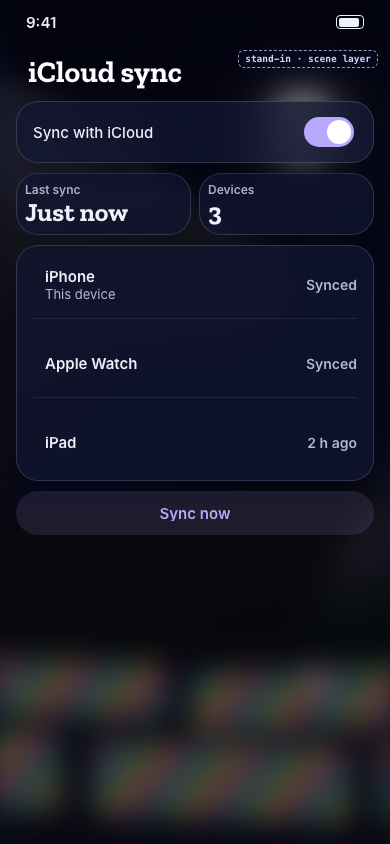 9:41
stand-in · scene layer
iCloud sync
Sync with iCloud
Last sync
Just now
Devices
3
iPhone
This device
Synced
Apple Watch
Synced
iPad
2 h ago
Sync now